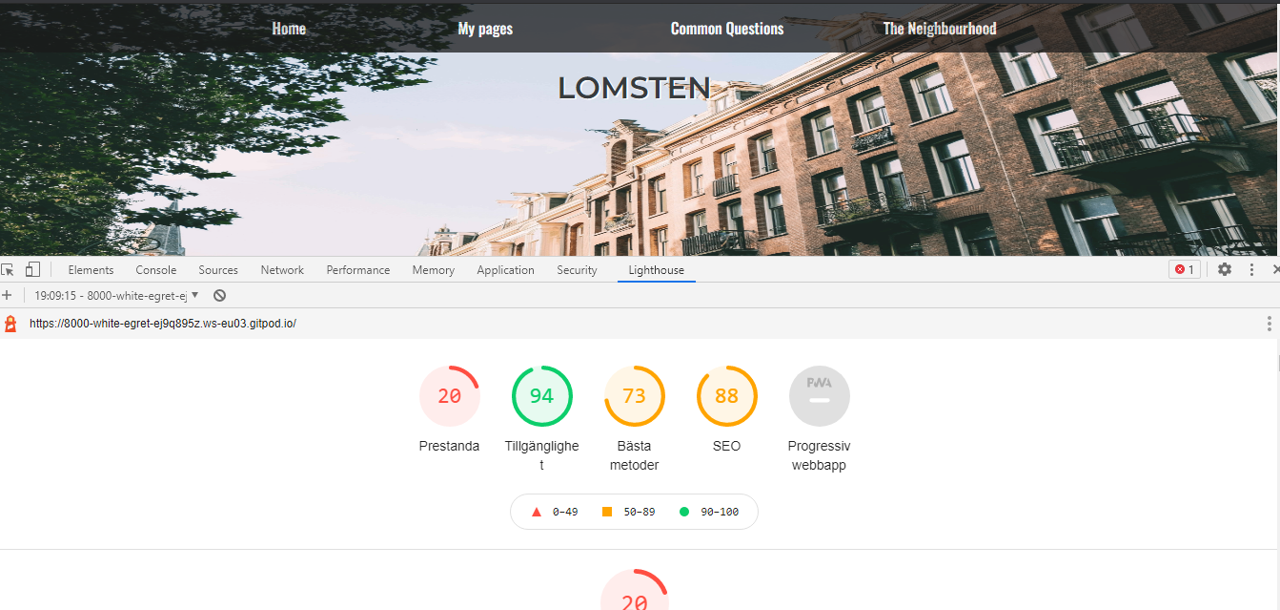 Home My pages Common Questions The Neighbourhood
LOMSTEN
Elements Console Sources Network Performance Memory Application Security Lighthouse 1
19:09:15 - 8000-white-egret-ej
https://8000-white-egret-ej9q895z.ws-eu03.gitpod.io/
20 94 73 88 PWA
Prestanda Tillgänglighe Bästa SEO Progressiv
t metoder webbapp
0–49 50–89 90–100
20